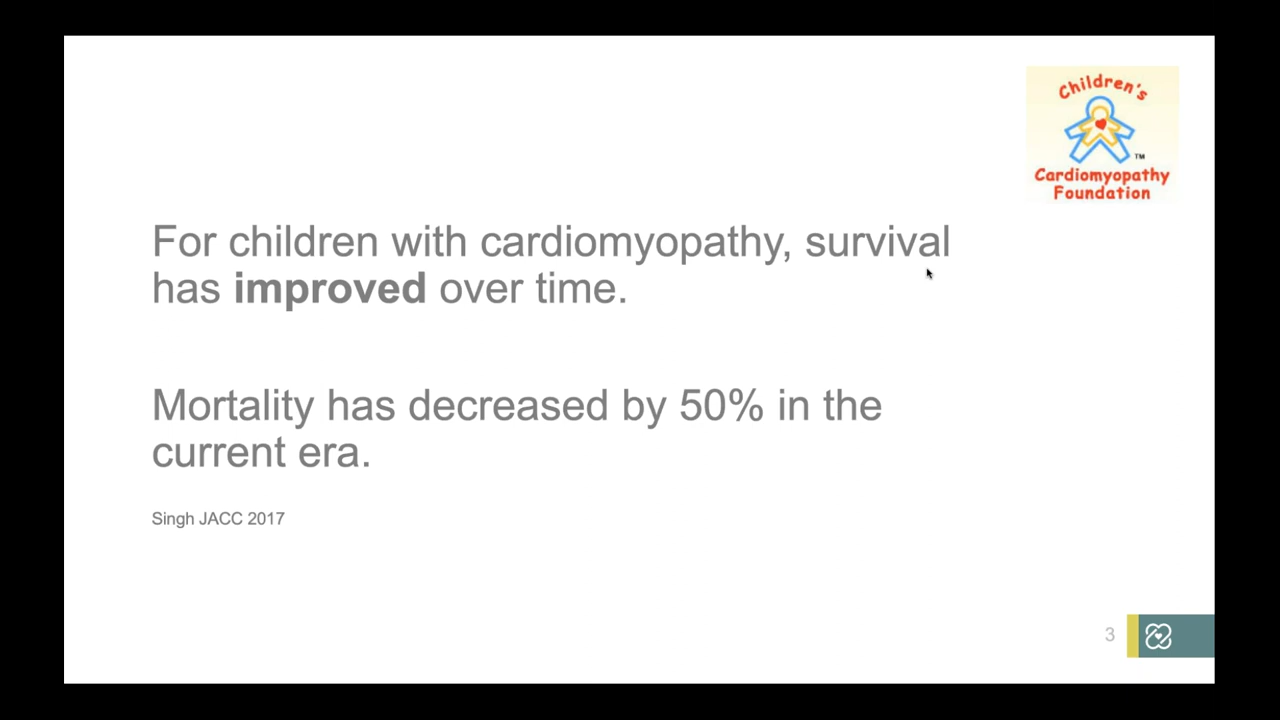 Children's
TM
Cardiomyopathy
Foundation
For children with cardiomyopathy, survival
has improved over time.
Mortality has decreased by 50% in the
current era.
Singh JACC 2017
3